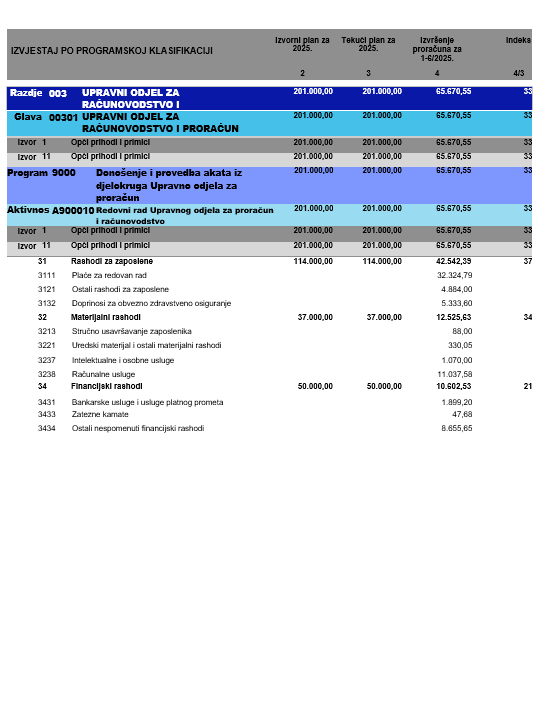 IZVJESTAJ PO PROGRAMSKOJ KLASIFIKACIJI
Izvorni plan za 2025. Tekući plan za 2025. Izvršenje proračuna za 1-6/2025. Indeks
2 3 4 4/3
Razdje 003 UPRAVNI ODJEL ZA 201.000,00 201.000,00 65.670,55 33
RAČUNOVODSTVO I
Glava 00301 UPRAVNI ODJEL ZA 201.000,00 201.000,00 65.670,55 33
RAČUNOVODSTVO I PRORAČUN
Izvor 1 Opći prihodi i primici 201.000,00 201.000,00 65.670,55 33
Izvor 11 Opći prihodi i primici 201.000,00 201.000,00 65.670,55 33
Program 9000 Donošenje i provedba akata iz 201.000,00 201.000,00 65.670,55 33
djelokruga Upravno odjela za
proračun
Aktivnos A900010 Redovni rad Upravnog odjela za proračun 201.000,00 201.000,00 65.670,55 33
i računovodstvo
Izvor 1 Opći prihodi i primici 201.000,00 201.000,00 65.670,55 33
Izvor 11 Opći prihodi i primici 201.000,00 201.000,00 65.670,55 33
31 Rashodi za zaposlene 114.000,00 114.000,00 42.542,39 37
3111 Plaće za redovan rad 32.324,79
3121 Ostali rashodi za zaposlene 4.884,00
3132 Doprinosi za obvezno zdravstveno osiguranje 5.333,60
32 Materijalni rashodi 37.000,00 37.000,00 12.525,63 34
3213 Stručno usavršavanje zaposlenika 88,00
3221 Uredski materijal i ostali materijalni rashodi 330,05
3237 Intelektualne i osobne usluge 1.070,00
3238 Računalne usluge 11.037,58
34 Financijski rashodi 50.000,00 50.000,00 10.602,53 21
3431 Bankarske usluge i usluge platnog prometa 1.899,20
3433 Zatezne kamate 47,68
3434 Ostali nespomenuti financijski rashodi 8.655,65